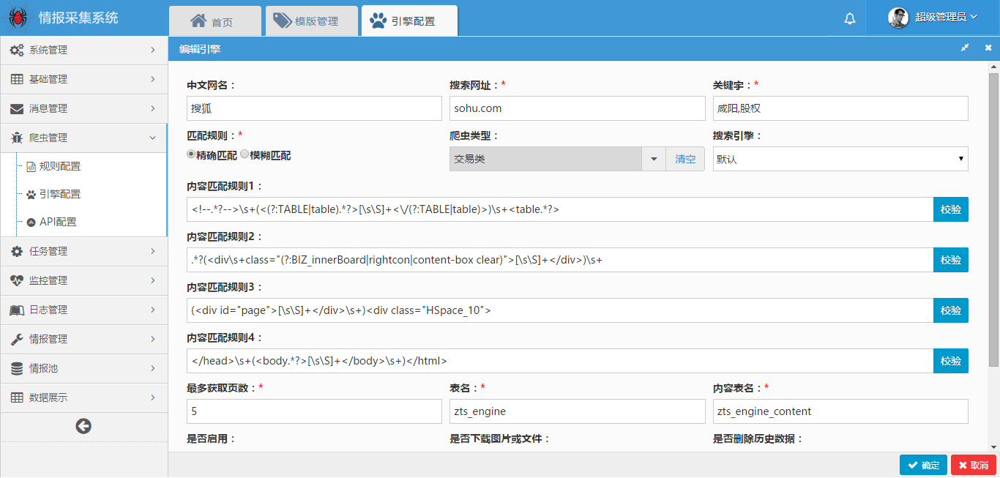 情报采集系统
首页
模版管理
引擎配置
超级管理员
系统管理
基础管理
消息管理
爬虫管理
规则配置
引擎配置
API配置
任务管理
监控管理
日志管理
情报管理
情报池
数据展示
编辑引擎
中文网名： 搜索网址：* 关键字：*
搜狐 sohu.com 咸阳,股权
匹配规则：* 爬虫类型： 搜索引擎：
精确匹配 模糊匹配 交易类 清空 默认
内容匹配规则1：
<!--.*?-->\s+(<(?:TABLE|table).*?>[\s\S]+<\/(?:TABLE|table)>)\s+<table.*?> 校验
内容匹配规则2：
.*?(<div\s+class="(?:BIZ_innerBoard|rightcon|content-box clear)">[\s\S]+</div>)\s+ 校验
内容匹配规则3：
(<div id="page">[\s\S]+</div>\s+)<div class="HSpace_10"> 校验
内容匹配规则4：
</head>\s+(<body.*?>[\s\S]+</body>\s+)</html> 校验
最多获取页数：* 表名：* 内容表名：*
5 zts_engine zts_engine_content
是否启用： 是否下载图片或文件： 是否删除历史数据：
确定 取消